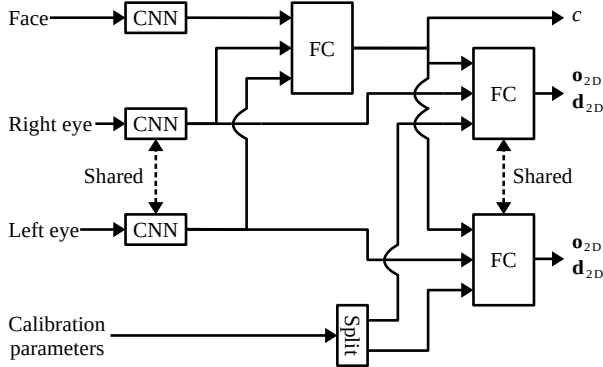 Face
CNN
FC
c
Right eye
CNN
FC
o2D
d2D
Shared
Shared
Left eye
CNN
FC
o2D
d2D
Calibration
parameters
Split